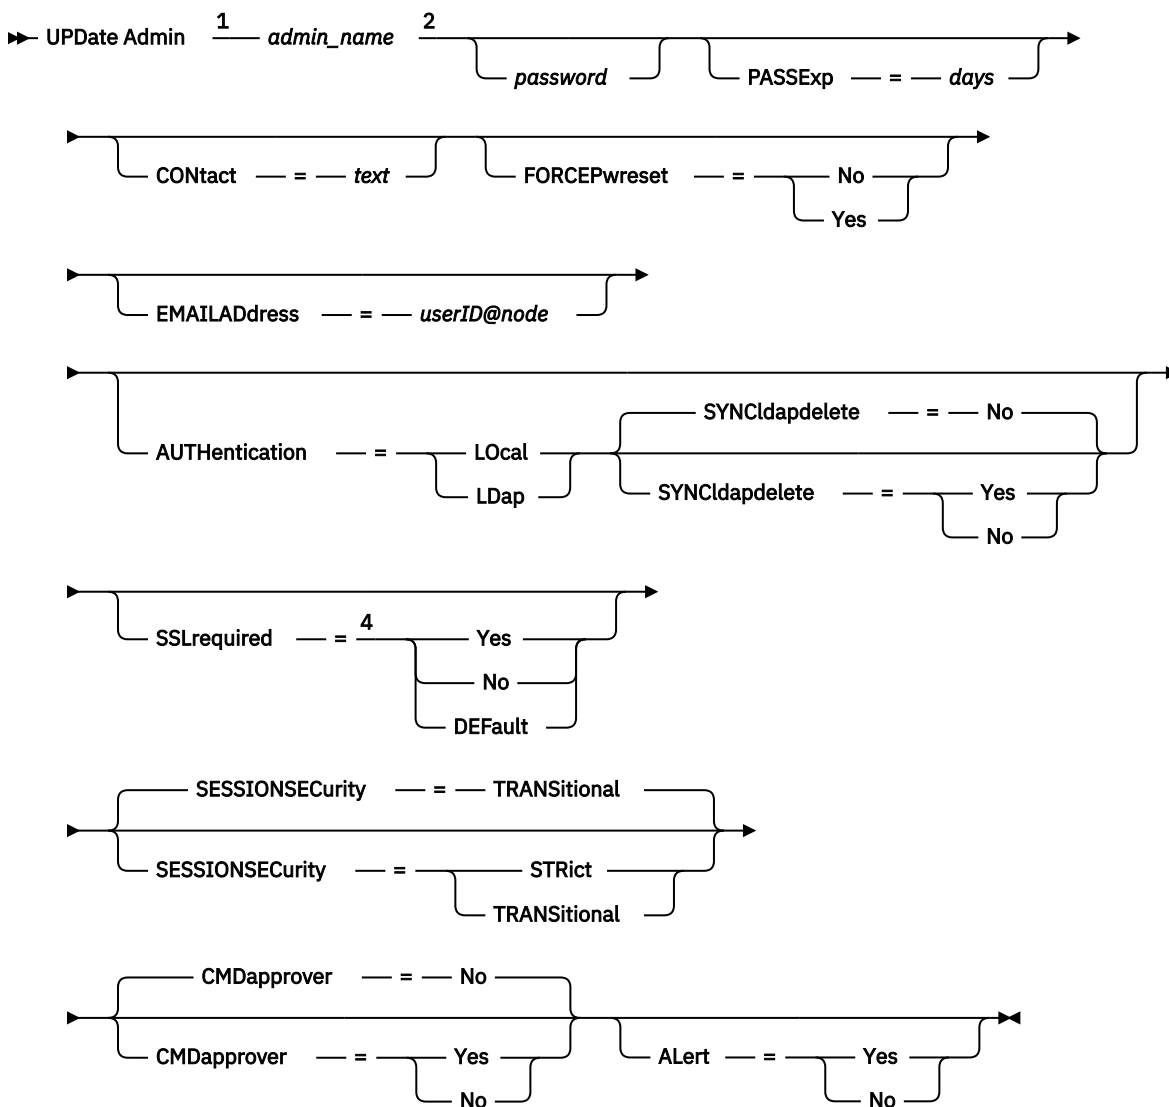 1 2
UPDate Admin admin_name
password PASSExp = days
CONtact = text FORCEPwreset = No
Yes
EMAILADdress = userID@node
SYNCldapdelete = No
AUTHentication = LOcal
LDap SYNCldapdelete = Yes
No
4
SSLrequired = Yes
No
DEFault
SESSIONSECurity = TRANSitional
SESSIONSECurity = STRict
TRANSitional
CMDapprover = No
CMDapprover = Yes ALert = Yes
No No